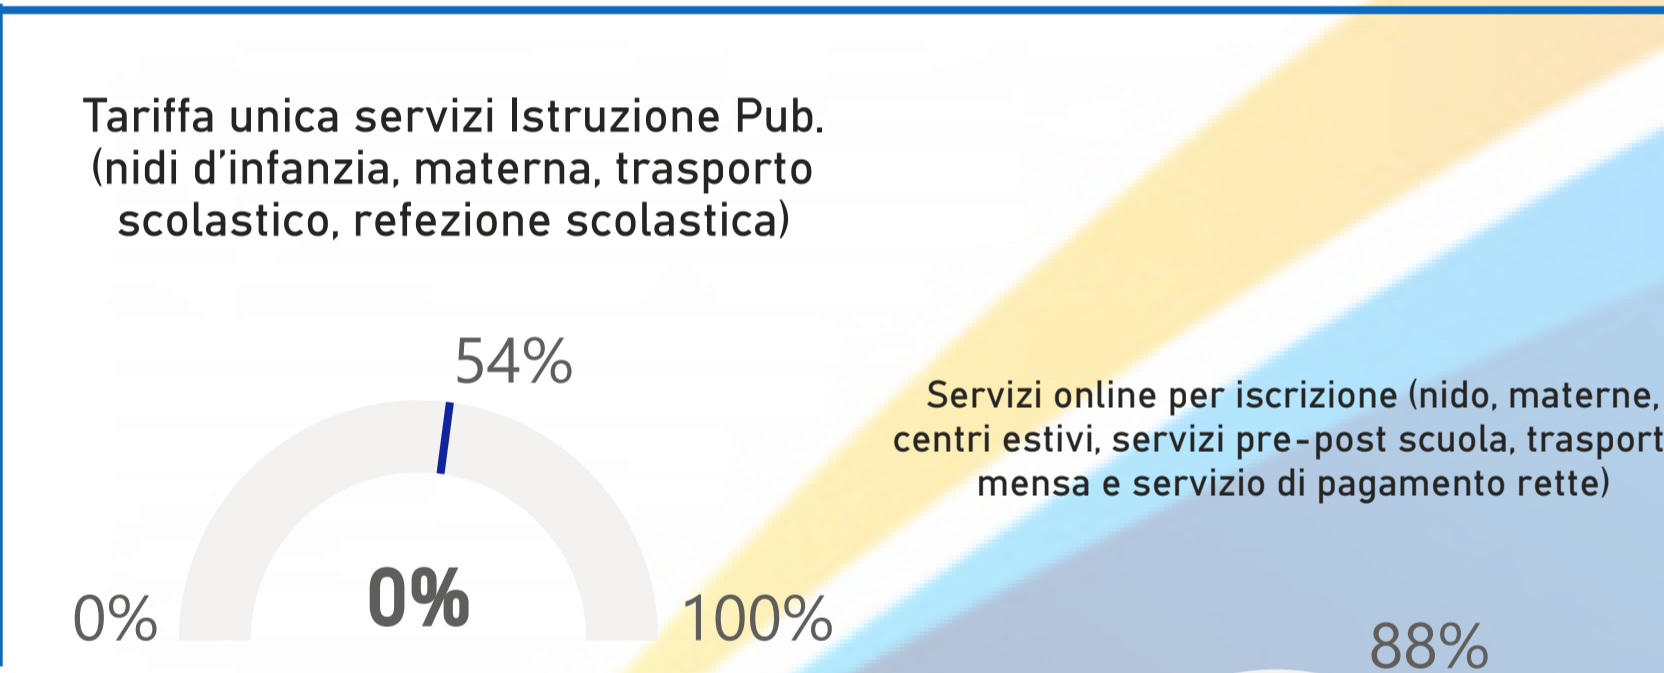 Tariffa unica servizi Istruzione Pub.
(nidi d'infanzia, materna, trasporto
scolastico, refezione scolastica)
54%
0%
0%
100%
Servizi online per iscrizione (nido, materne,
centri estivi, servizi pre-post scuola, trasport
mensa e servizio di pagamento rette)
88%